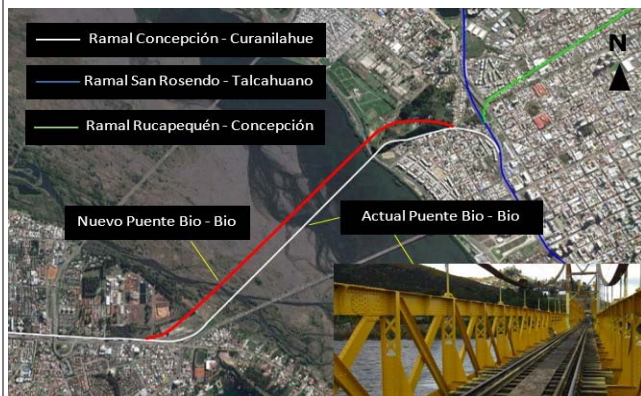 Ramal Concepción - Curanilahue
N
Ramal San Rosendo - Talcahuano
Ramal Rucapequén - Concepción
Nuevo Puente Bio - Bio
Actual Puente Bio - Bio